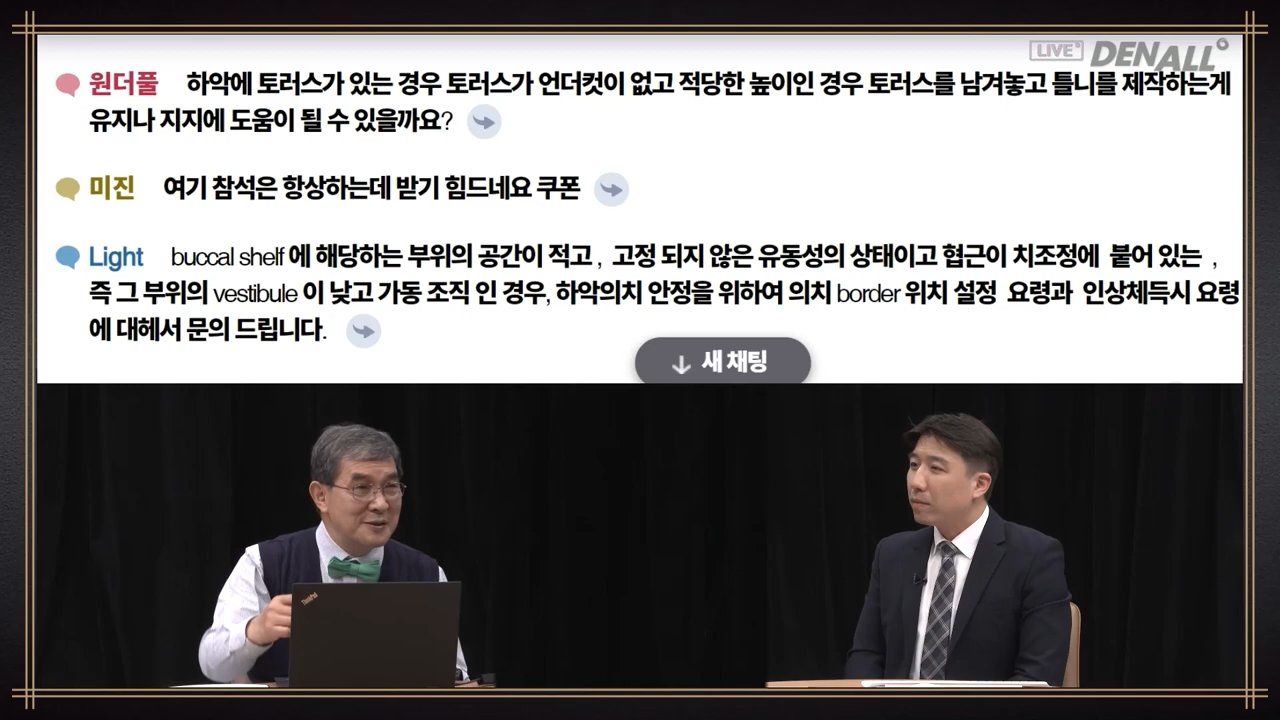 LIVE DENALL
원더풀 하악에 토러스가 있는 경우 토러스가 언더컷이 없고 적당한 높이인 경우 토러스를 남겨놓고 틀니를 제작하는게
유지나 지지에 도움이 될 수 있을까요?
미진 여기 참석은 항상하는데 받기 힘드네요 쿠폰
Light buccal shelf 에 해당하는 부위의 공간이 적고 , 고정 되지 않은 유동성의 상태이고 협근이 치조정에 붙어 있는 ,
즉 그 부위의 vestibule 이 낮고 가동 조직 인 경우, 하악의치 안정을 위하여 의치 border 위치 설정 요령과 인상체득시 요령
에 대헤서 문의 드립니다.
↓ 새 채팅
ThinkPad